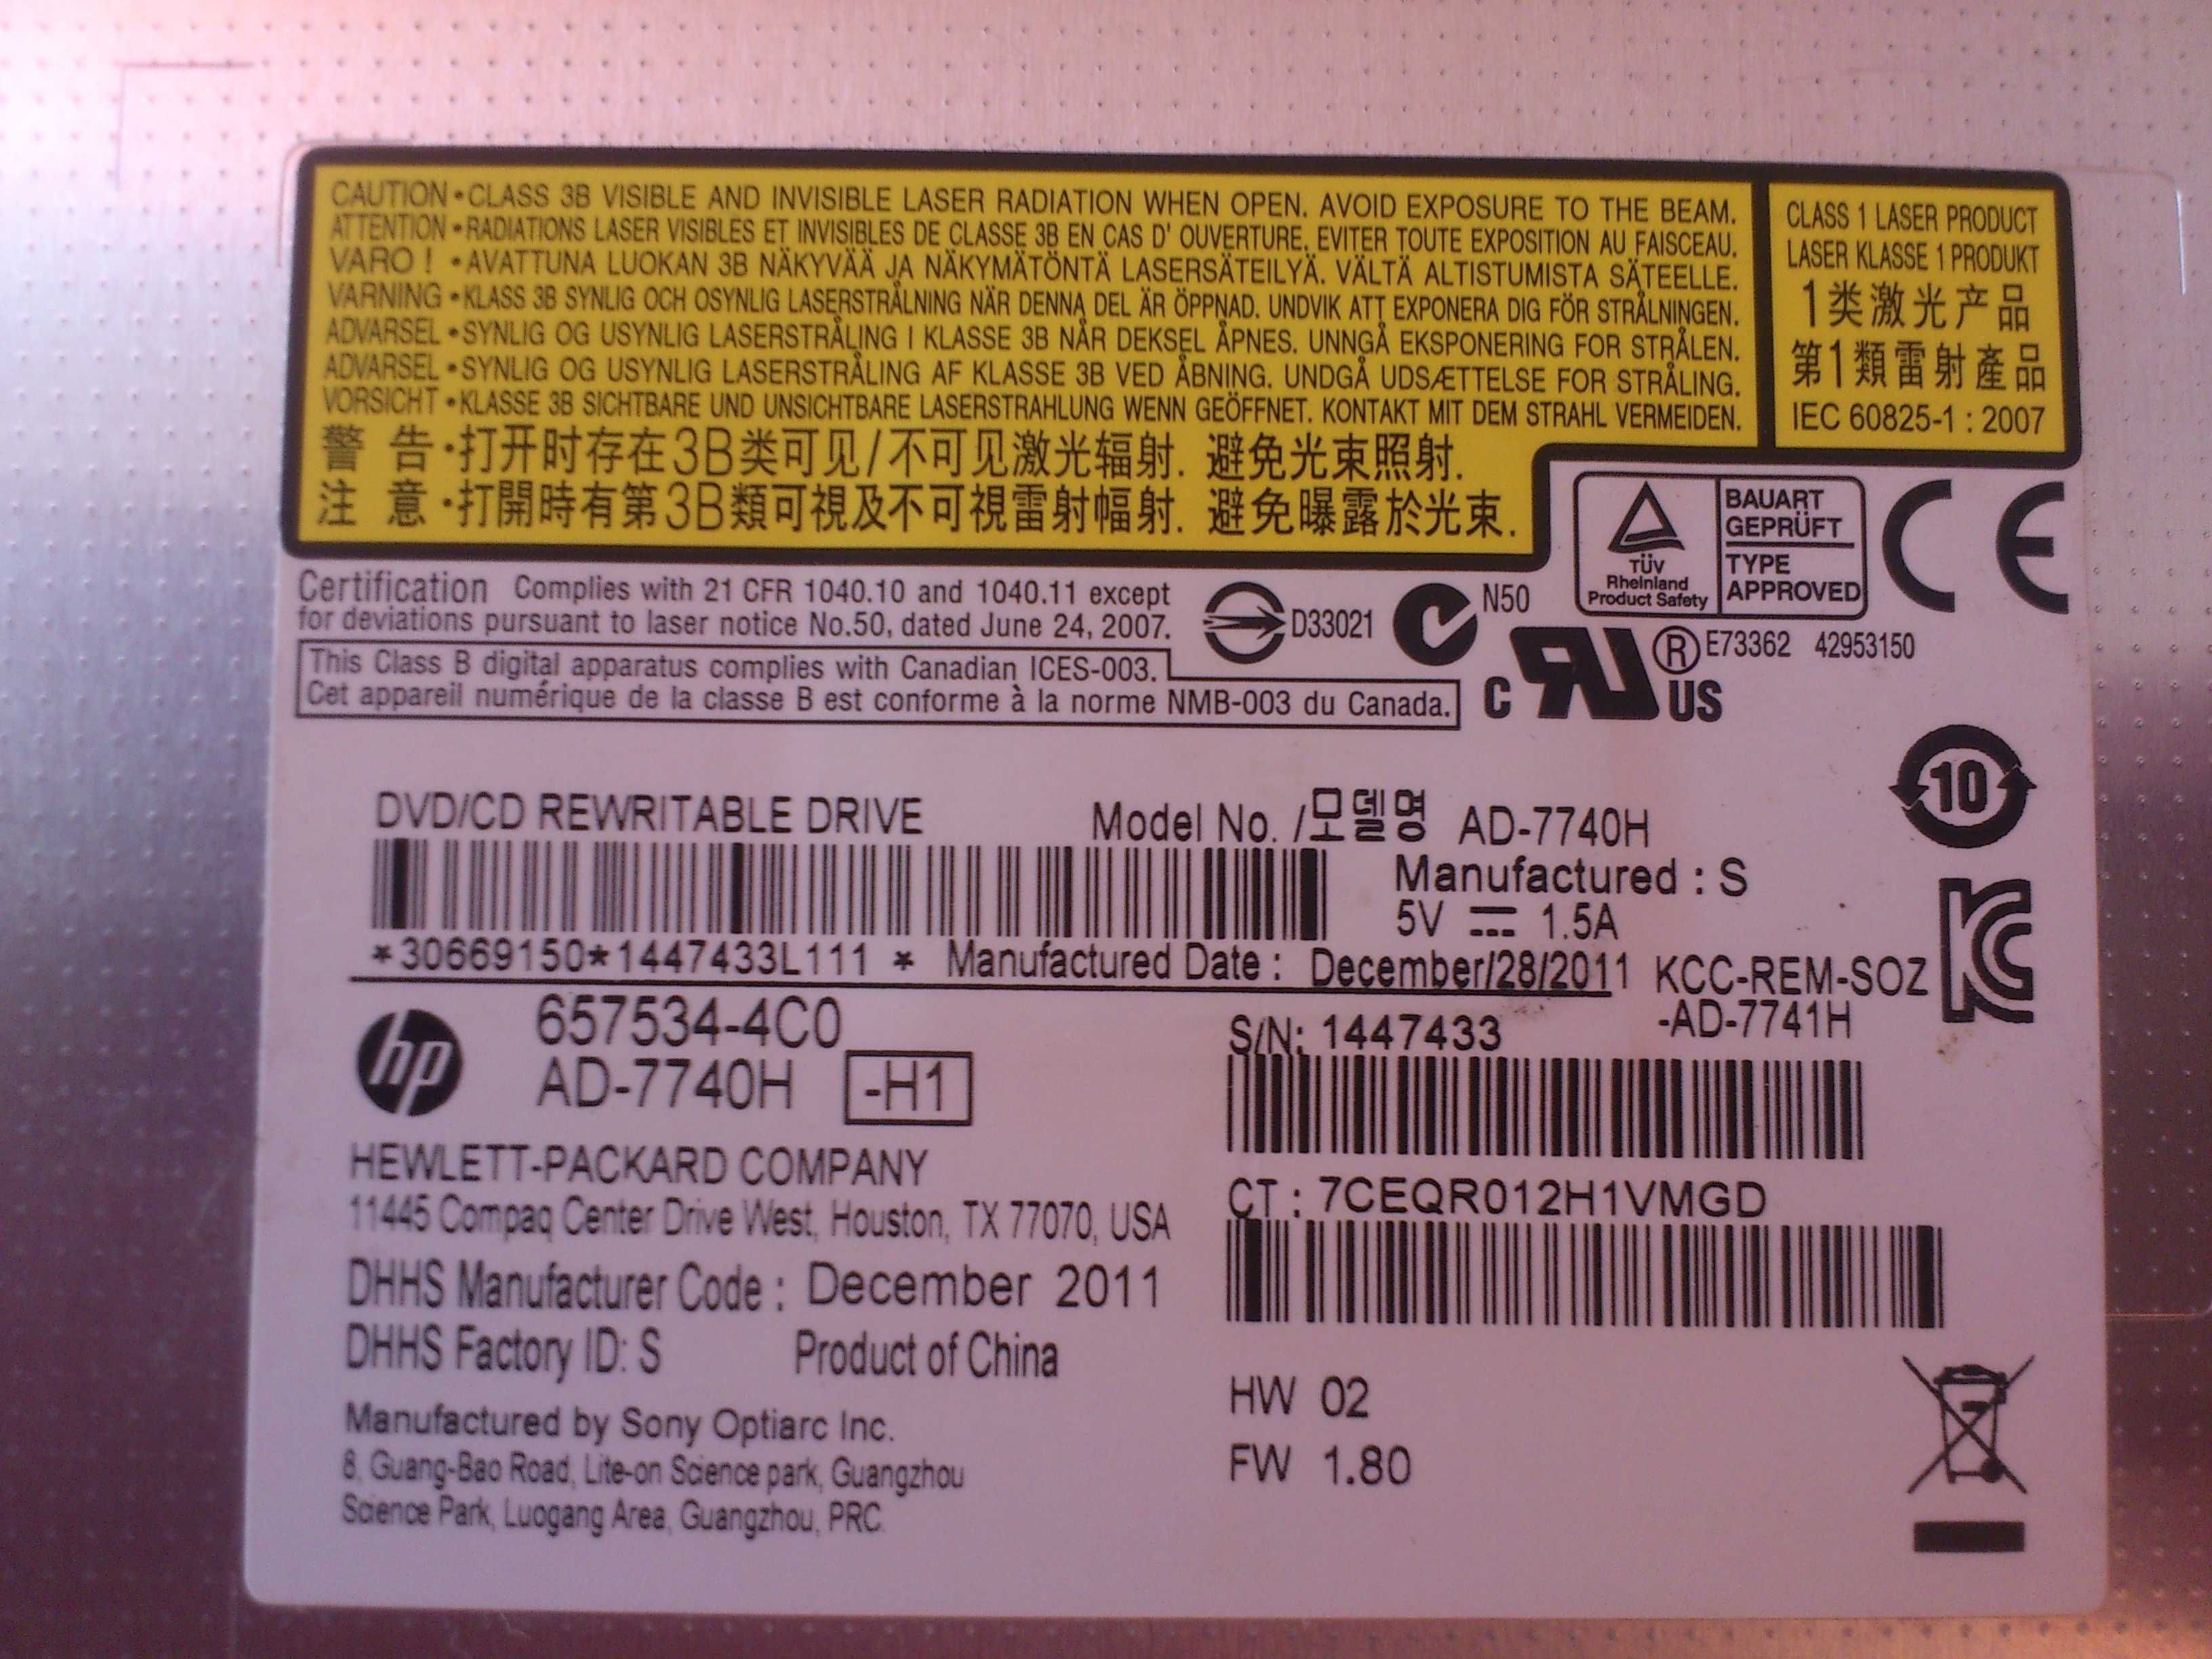 CAUTION•CLASS 3B VISIBLE AND INVISIBLE LASER RADIATION WHEN OPEN. AVOID EXPOSURE TO THE BEAM.
ATTENTION•RADIATIONS LASER VISIBLES ET INVISIBLES DE CLASSE 3B EN CAS D' OUVERTURE. EVITER TOUTE EXPOSITION AU FAISCEAU.
VARO ! •AVATTUNA LUOKAN 3B NÄKYVÄÄ JA NÄKYMÄTÖNTÄ LASERSÄTEILYÄ. VÄLTÄ ALTISTUMISTA SÄTEELLE.
VARNING•KLASS 3B SYNLIG OCH OSYNLIG LASERSTRÅLNING NÄR DENNA DEL ÄR ÖPPNAD. UNDVIK ATT EXPONERA DIG FÖR STRÅLNINGEN.
ADVARSEL•SYNLIG OG USYNLIG LASERSTRÅLING I KLASSE 3B NÅR DEKSEL ÅPNES. UNNGÅ EKSPONERING FOR STRÅLEN.
ADVARSEL•SYNLIG OG USYNLIG LASERSTRÅLING AF KLASSE 3B VED ÅBNING. UNDGÅ UDSÆTTELSE FOR STRÅLING.
VORSICHT•KLASSE 3B SICHTBARE UND UNSICHTBARE LASERSTRAHLUNG WENN GEÖFFNET. KONTAKT MIT DEM STRAHL VERMEIDEN.
警 告·打开时存在3B类可见/不可见激光辐射. 避免光束照射.
注 意·打開時有第3B類可視及不可視雷射幅射. 避免曝露於光束.
CLASS 1 LASER PRODUCT
LASER KLASSE 1 PRODUKT
1类激光产品
第1類雷射產品
IEC 60825-1 : 2007
Certification Complies with 21 CFR 1040.10 and 1040.11 except
for deviations pursuant to laser notice No.50, dated June 24, 2007.
This Class B digital apparatus complies with Canadian ICES-003.
Cet appareil numérique de la classe B est conforme à la norme NMB-003 du Canada.
D33021
N50
TÜV
Rheinland
Product Safety
BAUART
GEPRÜFT
TYPE
APPROVED
CE
C RU ® US
E73362 42953150
10
DVD/CD REWRITABLE DRIVE
Model No. /모델명 AD-7740H
Manufactured : S
5V 1.5A
*30669150*1447433L111 * Manufactured Date : December/28/2011
KCC-REM-SOZ
-AD-7741H
hp
657534-4C0
AD-7740H -H1
S/N: 1447433
HEWLETT-PACKARD COMPANY
11445 Compaq Center Drive West, Houston, TX 77070, USA
CT : 7CEQR012H1VMGD
DHHS Manufacturer Code : December 2011
DHHS Factory ID: S Product of China
HW 02
FW 1.80
7
Manufactured by Sony Optiarc Inc.
8, Guang-Bao Road, Lite-on Science park, Guangzhou
Science Park, Luogang Area, Guangzhou, PRC